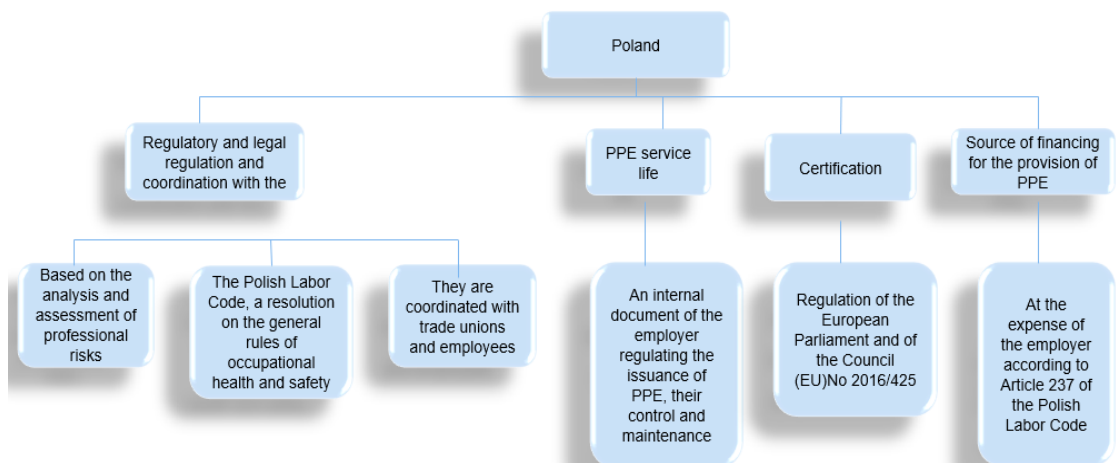 Poland
Regulatory and legal
regulation and
coordination with the
PPE service
life
Certification
Source of financing
for the provision of
PPE
Based on the
analysis and
assessment of
professional
risks
The Polish Labor
Code, a resolution
on the general
rules of
occupational
health and safety
They are
coordinated with
trade unions
and employees
An internal
document of the
employer
regulating the
issuance of
PPE, their
control and
maintenance
Regulation of the
European
Parliament and of
the Council
(EU)No 2016/425
At the
expense of
the employer
according to
Article 237 of
the Polish
Labor Code